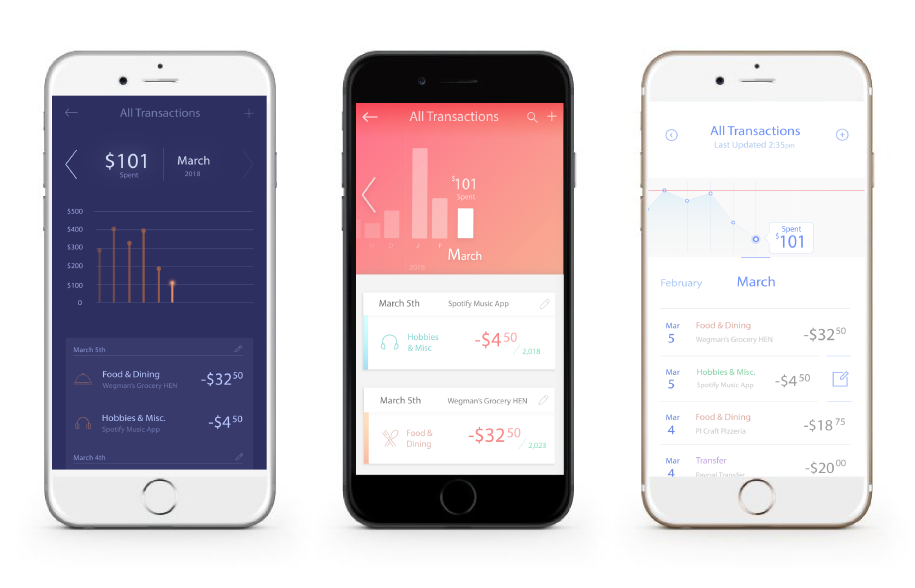 All Transactions
$101
Spent
March
2018
$500
$400
$300
$200
$100
0
March 5th
Food & Dining
Wegman's Grocery HEN
-$32 50
Hobbies & Misc.
Spotify Music App
-$4 50
March 4th
All Transactions
$101
Spent
N D J F
March
2018
March 5th Spotify Music App
Hobbies
& Misc
-$4 50
2,018
March 5th Wegman's Grocery HEN
Food &
Dining
-$32 50
2,023
All Transactions
Last Updated 2:35pm
Spent
$101
February March
Mar
5
Food & Dining
Wegman's Grocery HEN
-$32 50
Mar
5
Hobbies & Misc.
Spotify Music App
-$4 50
Mar
4
Food & Dining
Craft Pizzeria
-$18 75
Mar
4
Transfer
Paypal Transfer
-$20 00